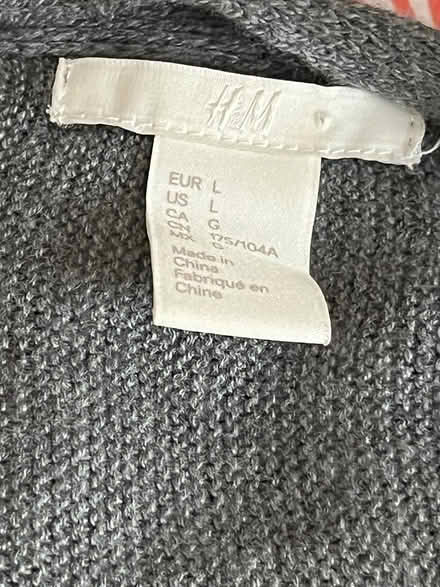 H&M
EUR L
US L
CA G
CN 175/104A
MX G
Made in
China
Fabriqué en
Chine